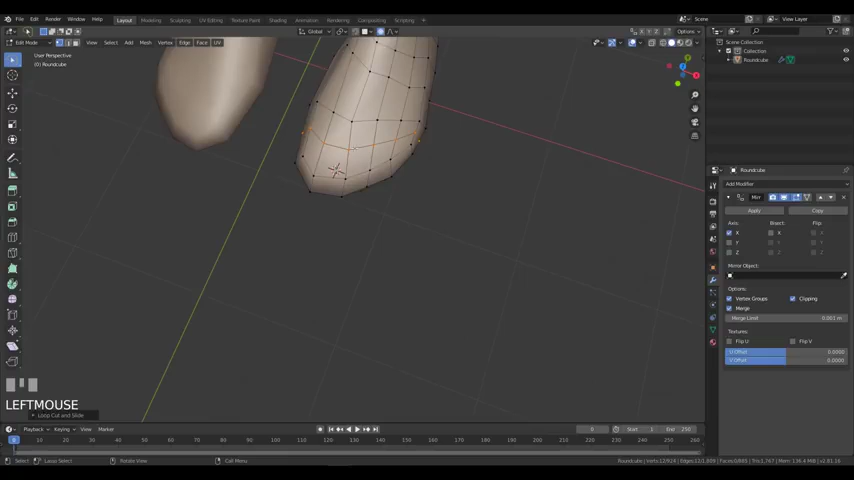 File Edit Render Window Help Layout Modeling Sculpting UV Editing Texture Paint Shading Animation Rendering Compositing Scripting Scene View Layer
Global Options
Edit Mode View Select Add Mesh Vertex Edge Face UV X Y Z
User Perspective
(0) Roundcube
Scene Collection
Collection
Roundcube
Roundcube
Add Modifier
Mirr
Apply Copy
Axis: Bisect: Flip:
X X X
Y Y Y
Z Z Z
Mirror Object:
Options:
Vertex Groups Clipping
Merge
Merge Limit 0.001 m
Textures:
Flip U Flip V
U Offset 0.0000
V Offset 0.0000
LEFTMOUSE
Loop Cut and Slide
Playback Keying View Marker 0 Start: 1 End: 250
0 10 20 30 40 50 60 70 80 90 100 110 120 130 140 150 160 170 180 190 200 210 220 230 240 250
Select Lasso Select Rotate View Call Menu